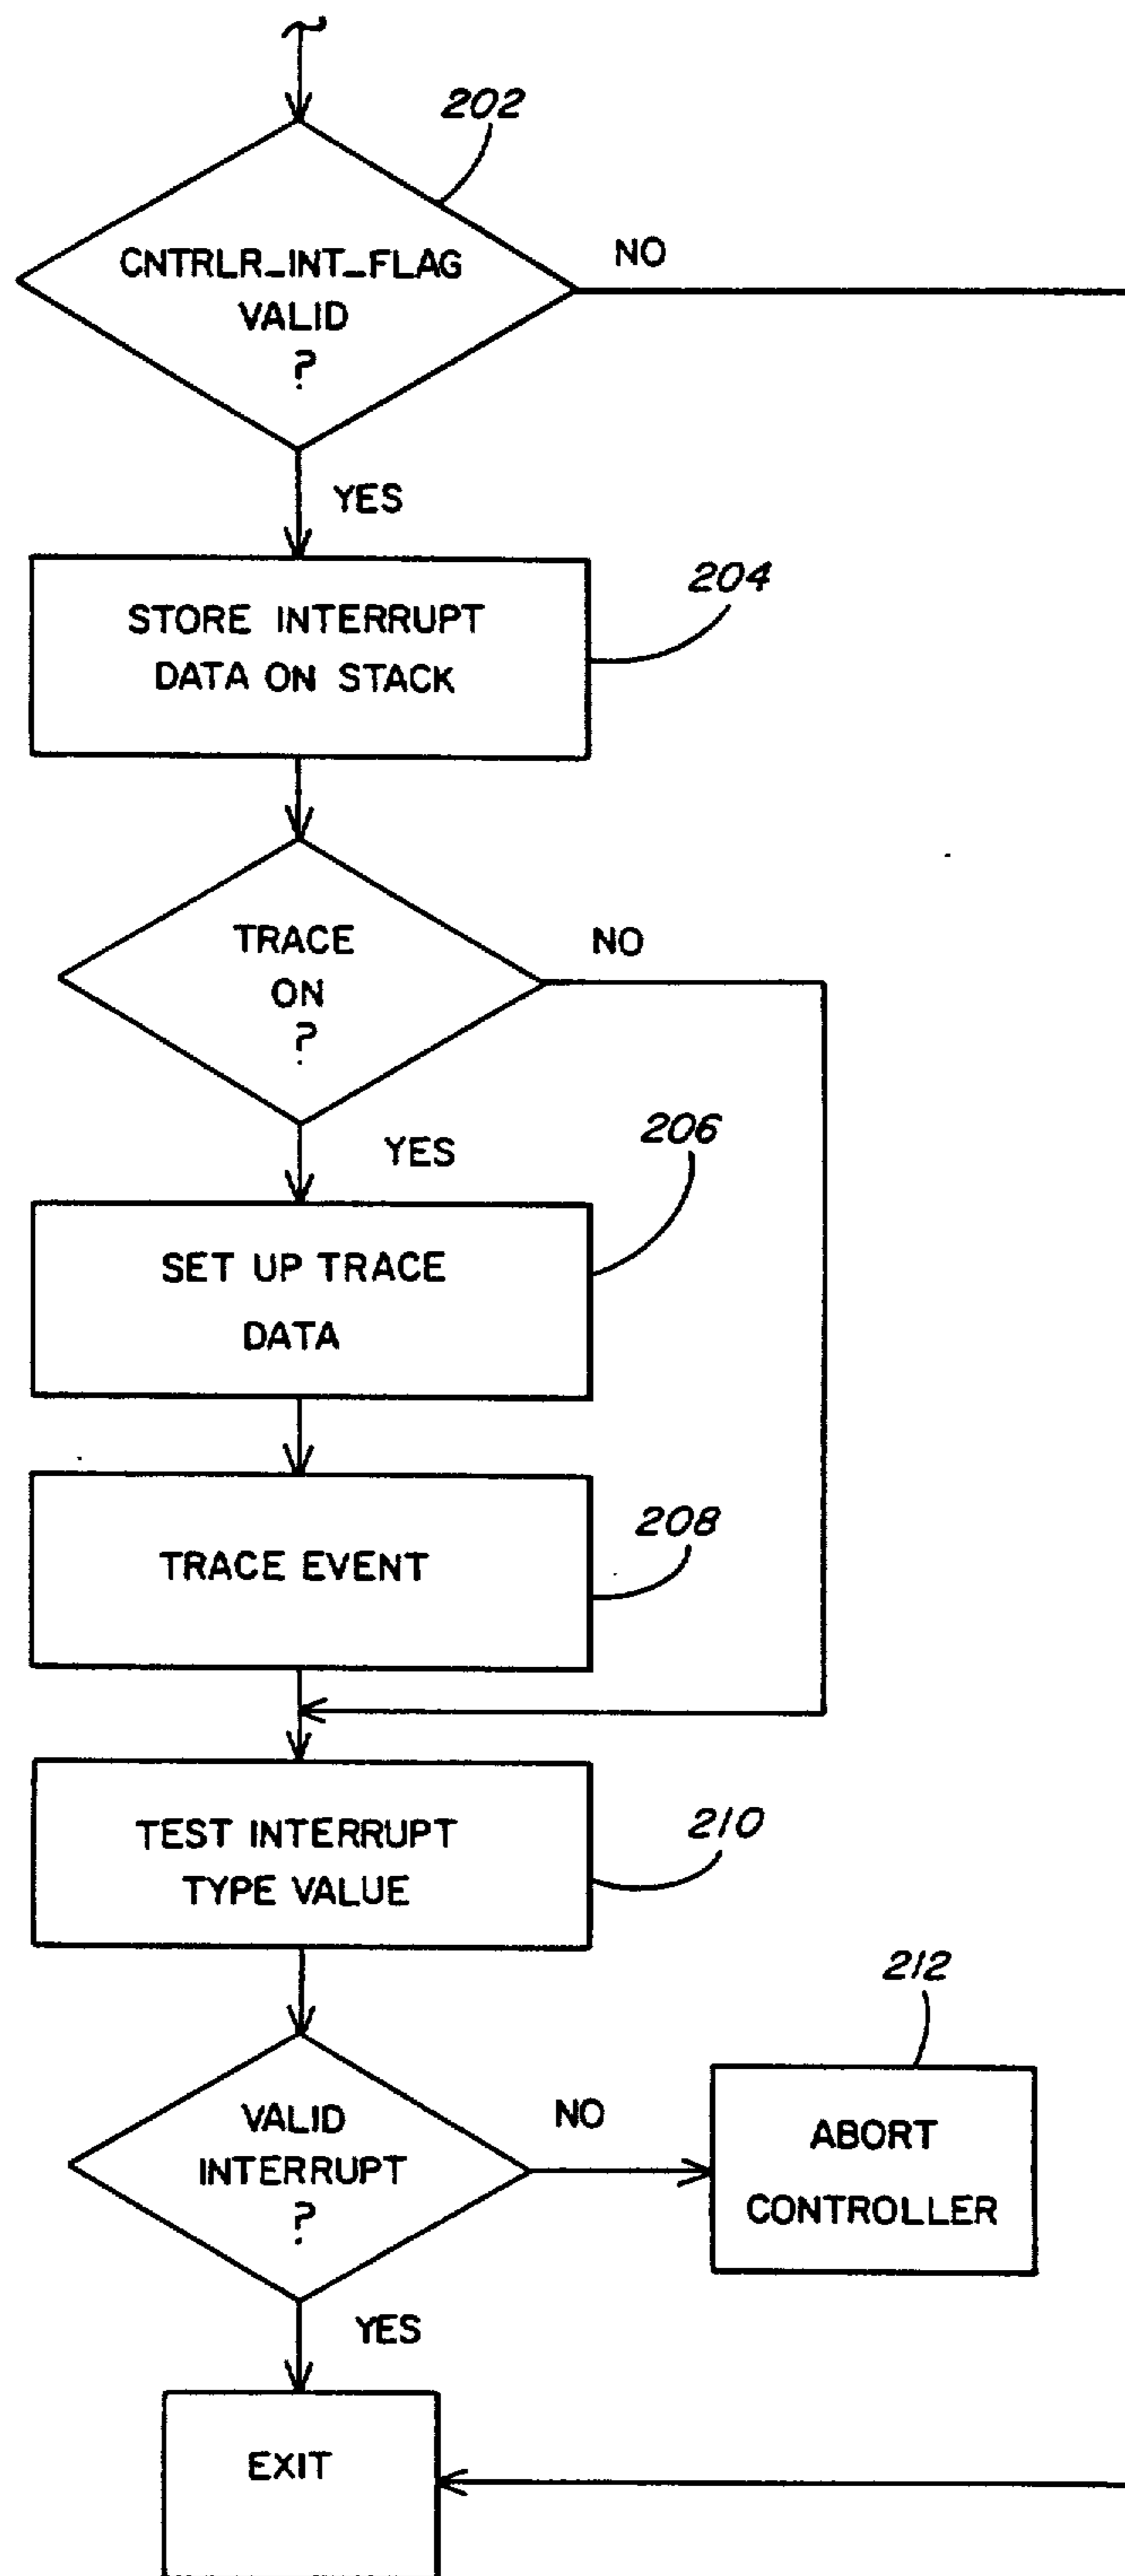 202
CNTRLR_INT_FLAG
VALID
?
NO
YES
204
STORE INTERRUPT
DATA ON STACK
TRACE
ON
?
NO
YES
206
SET UP TRACE
DATA
208
TRACE EVENT
210
TEST INTERRUPT
TYPE VALUE
212
VALID
INTERRUPT
?
NO
ABORT
CONTROLLER
YES
EXIT